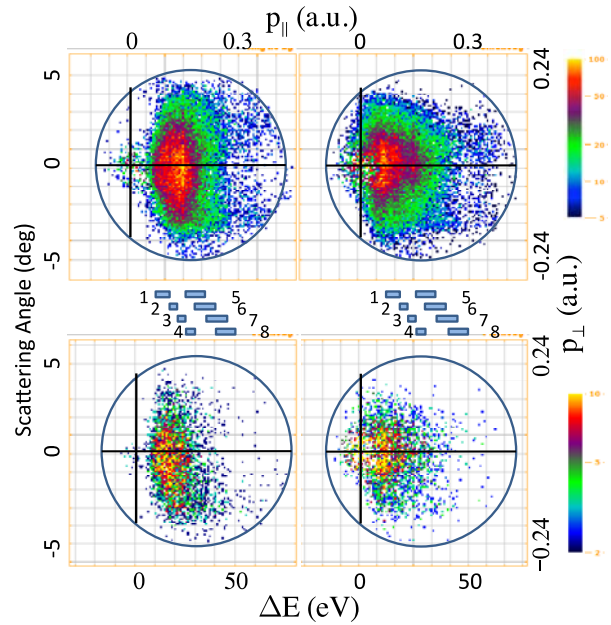 p∥ (a.u.)
0 0.3 0 0.3
5 0 -5
0.24 -0.24
100
10
5
Scattering Angle (deg)
p⊥ (a.u.)
1 5 1 5
2 6 2 6
3 7 3 7
4 8 4 8
5 0 -5
0.24 -0.24
10
5
2
0 50 0 50
ΔE (eV)